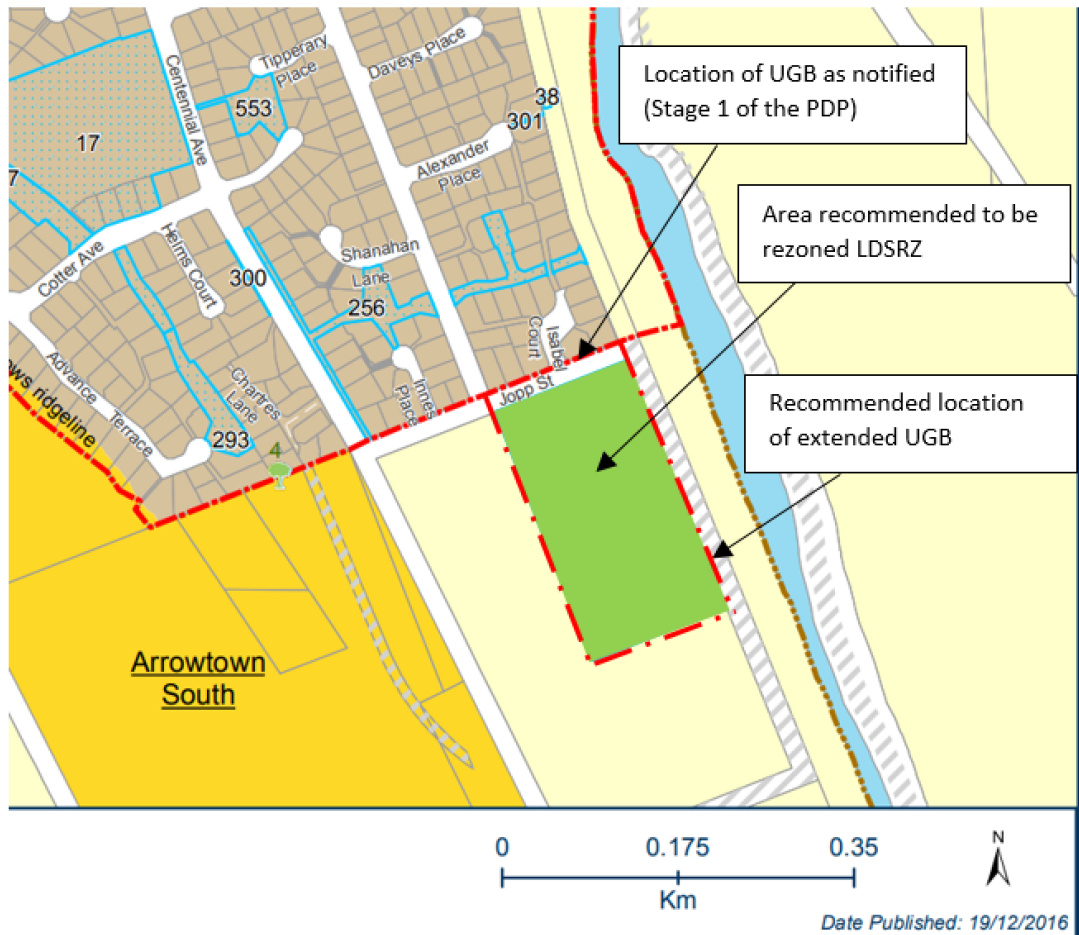 Tipperary
Place
Daveys Place
Centennial Ave
553
38
301
17
7
Alexander
Place
Location of UGB as notified
(Stage 1 of the PDP)
Area recommended to be
rezoned LDSRZ
Helms Court
Cotter Ave
300
Shanahan
Lane
256
Isabel
Court
Innes
Place
Jopp St
Advance
Terrace
ows ridgeline
Chartres
Lane
293
4
Recommended location
of extended UGB
Arrowtown
South
0
0.175
0.35
Km
N
Date Published: 19/12/2016